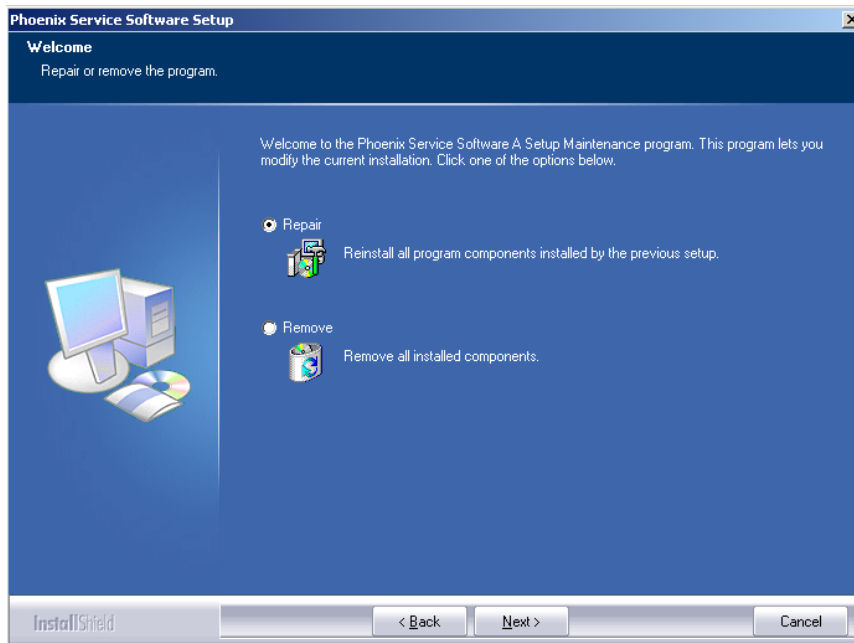 Phoenix Service Software Setup
Welcome
Repair or remove the program.
Welcome to the Phoenix Service Software A Setup Maintenance program. This program lets you
modify the current installation. Click one of the options below.
Repair
Reinstall all program components installed by the previous setup.
Remove
Remove all installed components.
InstallShield
< Back
Next >
Cancel